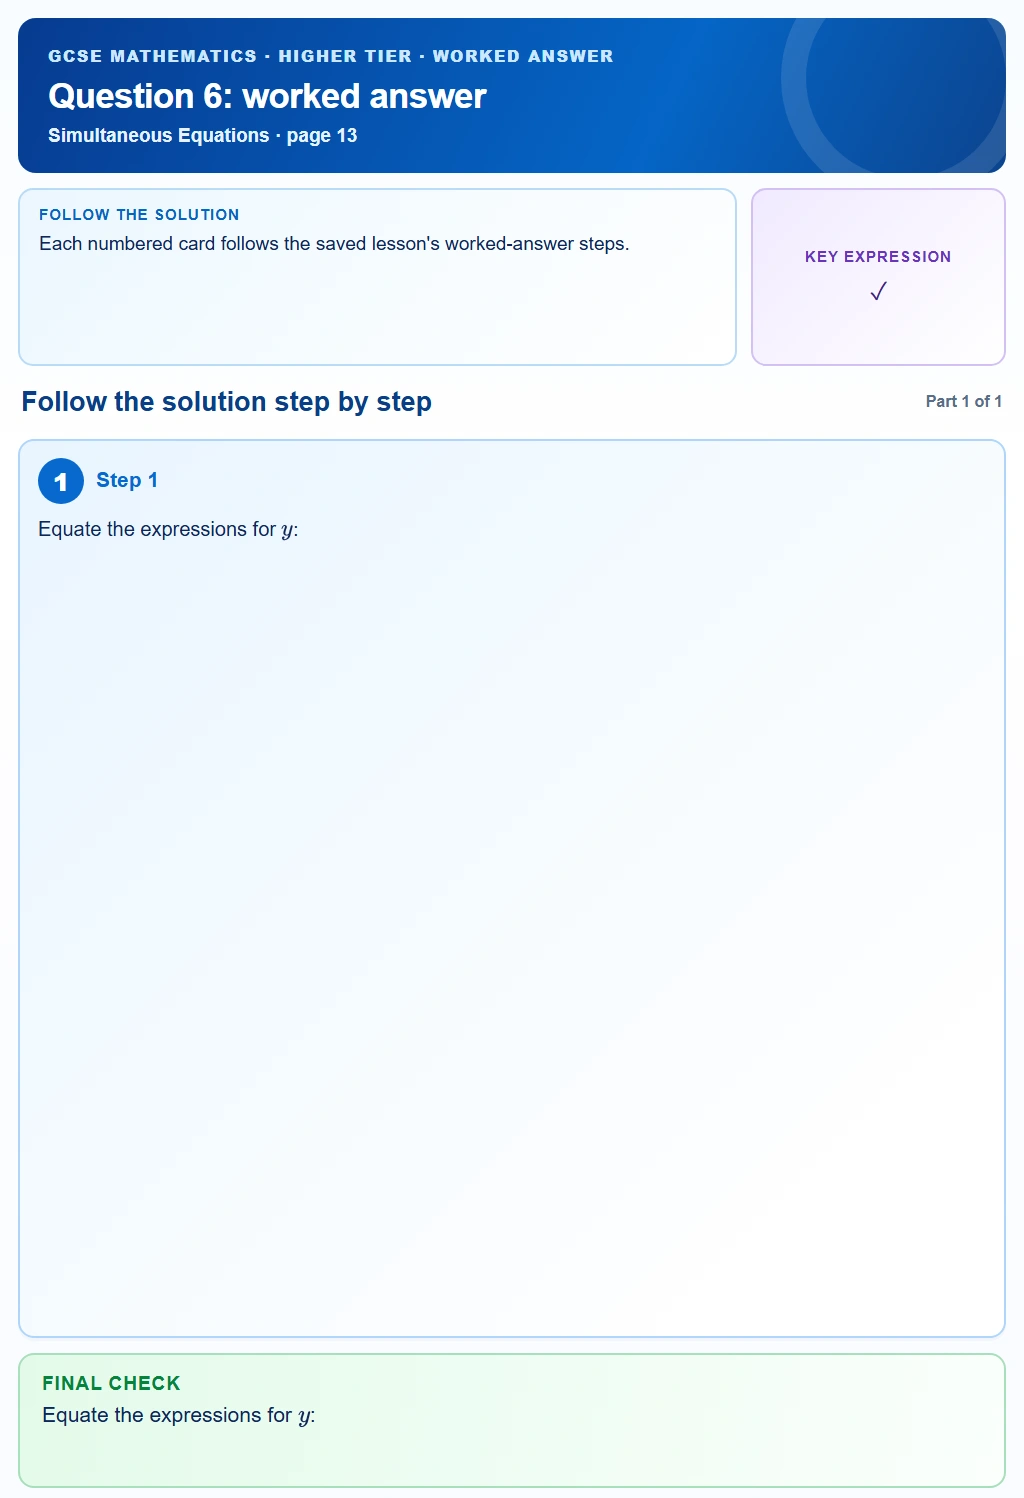 GCSE MATHEMATICS · HIGHER TIER · WORKED ANSWER
Question 6: worked answer
Simultaneous Equations · page 13
FOLLOW THE SOLUTION
Each numbered card follows the saved lesson's worked-answer steps.
KEY EXPRESSION
✓
Follow the solution step by step
Part 1 of 1
1 Step 1
Equate the expressions for y:
FINAL CHECK
Equate the expressions for y: